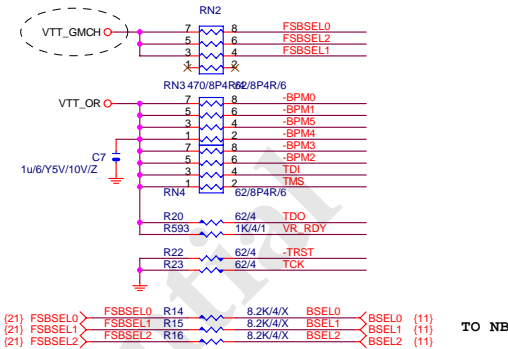 RN2
VTT_GMCH 7 8 FSBSEL0
5 6 FSBSEL2
3 4 FSBSEL1
1 2
RN3 470/8P4R/6 62/8P4R/6
VTT_OR 7 8 -BPM0
5 6 -BPM1
3 4 -BPM5
1 2 -BPM4
7 8 -BPM3
C7 5 6 -BPM2
1u/6/Y5V/10V/Z 3 4 TDI
1 2 TMS
RN4 62/8P4R/6
R20 62/4 TDO
R593 1K/4/1 VR_RDY
R22 62/4 -TRST
R23 62/4 TCK
{21} FSBSEL0 FSBSEL0 R14 8.2K/4/X BSEL0 BSEL0 {11}
{21} FSBSEL1 FSBSEL1 R15 8.2K/4/X BSEL1 BSEL1 {11} TO NB
{21} FSBSEL2 FSBSEL2 R16 8.2K/4/X BSEL2 BSEL2 {11}